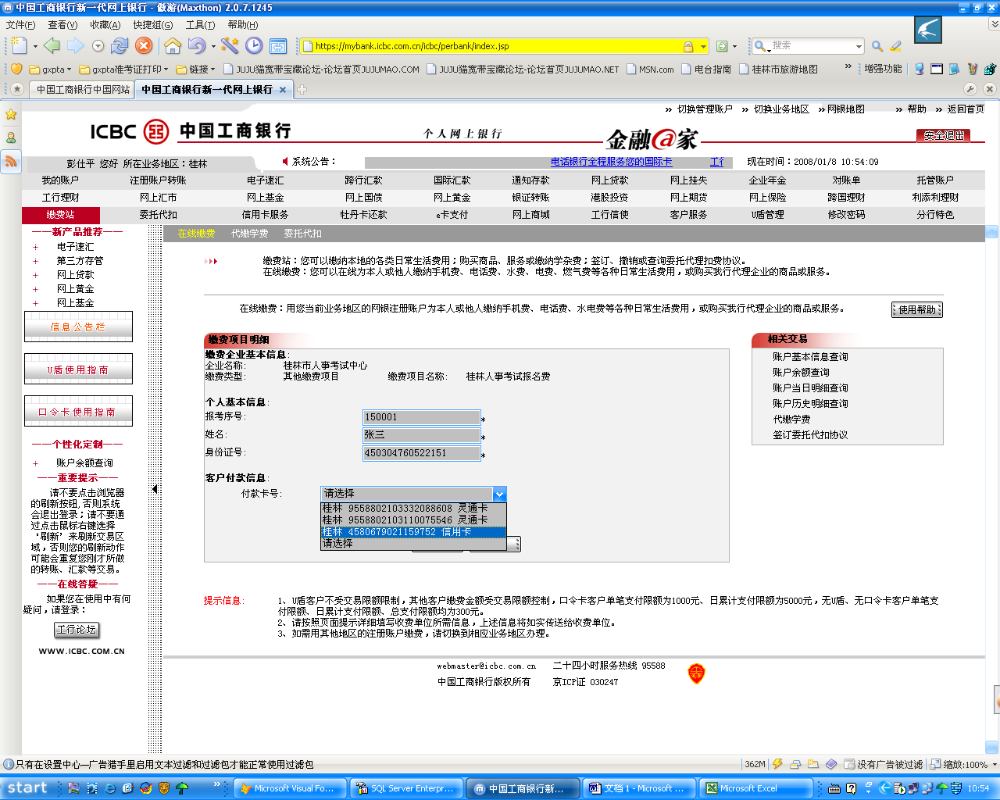 中国工商银行新一代网上银行 - 傲游(Maxthon) 2.0.7.1245
文件(F) 查看(V) 收藏(A) 快捷组(G) 工具(T) 帮助(H)
https://mybank.icbc.com.cn/icbc/perbank/index.jsp 搜索
gxpta gxpta准考证打印 链接 JUJU猫宽带宝藏论坛-论坛首页JUJUMAO.COM JUJU猫宽带宝藏论坛-论坛首页JUJUMAO.NET MSN.com 电台指南 桂林市旅游地图 » 增强功能
中国工商银行中国网站 中国工商银行新一代网上银行
» 切换管理账户 » 切换业务地区 » 网银地图 » 帮助 » 返回首页
ICBC 中国工商银行 个人网上银行 金融@家 安全退出
彭仕平 您好 所在业务地区：桂林 系统公告： 电话银行全程服务您的国际卡 工行 现在时间：2008/01/8 10:54:09
我的账户 注册账户转账 电子速汇 跨行汇款 国际汇款 通知存款 网上贷款 网上挂失 企业年金 对账单 托管账户
工行理财 网上汇市 网上基金 网上国债 网上黄金 银证转账 港股投资 网上期货 网上保险 跨国理财 利添利理财
缴费站 委托代扣 信用卡服务 牡丹卡还款 e卡支付 网上商城 工行信使 客户服务 U盾管理 修改密码 分行特色
——新产品推荐——
电子速汇
第三方存管
网上贷款
网上黄金
网上基金
信息公告栏
U盾使用指南
口令卡使用指南
——个性化定制——
账户余额查询
——重要提示——
请不要点击浏览器
的刷新按钮,否则系统
会退出登录；请不要通
过点击鼠标右键选择
‘刷新’来刷新交易区
域，否则您的刷新动作
可能会重复您刚才所做
的转账、汇款等交易。
——在线答疑——
如果您在使用中有何
疑问，请登录：
工行论坛
WWW.ICBC.COM.CN
在线缴费 代缴学费 委托代扣
缴费站：您可以缴纳本地的各类日常生活费用；购买商品、服务或缴纳学杂费；签订、撤销或查询委托代理扣费协议。
在线缴费：您可以在线为本人或他人缴纳手机费、电话费、水费、电费、燃气费等各种日常生活费用，或购买我行代理企业的商品或服务。
在线缴费：用您当前业务地区的网银注册账户为本人或他人缴纳手机费、电话费、水电费等各种日常生活费用，或购买我行代理企业的商品或服务。
使用帮助
缴费项目明细
缴费企业基本信息:
企业名称: 桂林市人事考试中心
缴费类型: 其他缴费项目 缴费项目名称: 桂林人事考试报名费
个人基本信息:
报考序号: 150001 *
姓名: 张三 *
身份证号: 450304760522151 *
客户付款信息:
付款卡号: 请选择
桂林 9558802103332088608 灵通卡
桂林 9558802103110075546 灵通卡
桂林 4580679021159752 信用卡
请选择
相关交易
账户基本信息查询
账户余额查询
账户当日明细查询
账户历史明细查询
代缴学费
签订委托代扣协议
提示信息: 1、U盾客户不受交易限额限制，其他客户缴费金额受交易限额控制，口令卡客户单笔支付限额为1000元、日累计支付限额为5000元，无U盾、无口令卡客户单笔支
付限额、日累计支付限额、总支付限额均为300元。
2、请按照页面提示详细填写收费单位所需信息，上述信息将如实传送给收费单位。
3、如需用其他地区的注册账户缴费，请切换到相应业务地区办理。
webmaster@icbc.com.cn 二十四小时服务热线 95588
中国工商银行版权所有 京ICP证 030247
只有在设置中心—广告猎手里启用文本过滤和过滤包才能正常使用过滤包 362M 没有广告被过滤 缩放:100%
start Microsoft Visual Fo... SQL Server Enterpr... 中国工商银行新... 文档 1 - Microsoft ... Microsoft Excel 10:54